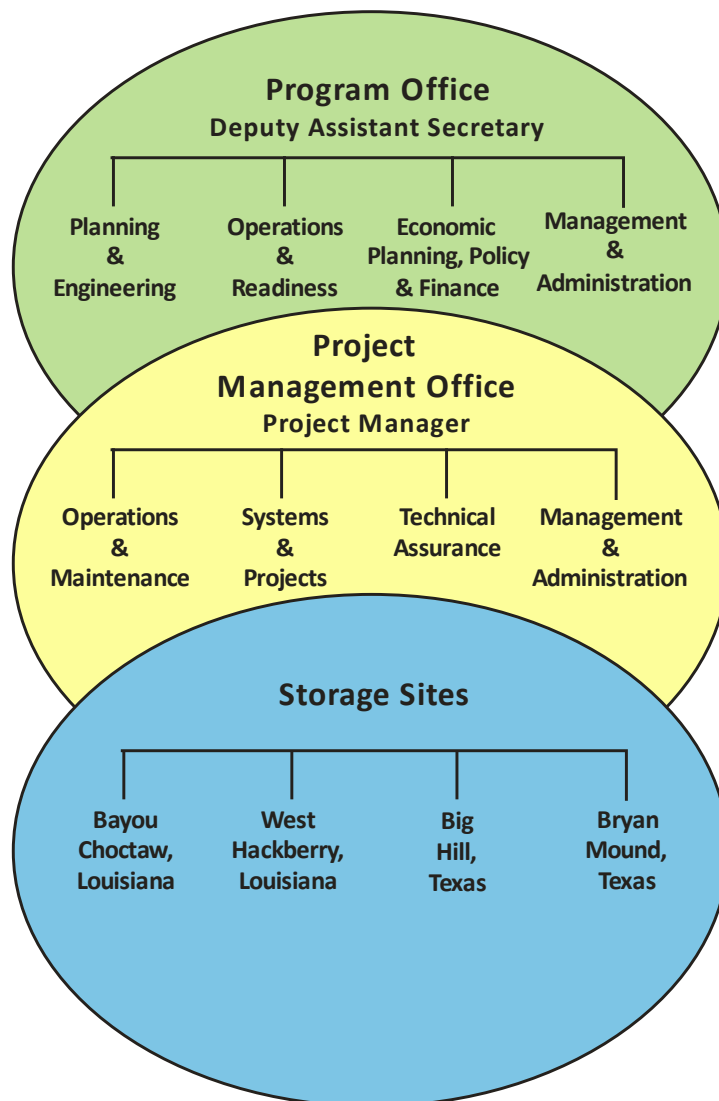 Program Office
Deputy Assistant Secretary
Planning
&
Engineering
Operations
&
Readiness
Economic
Planning, Policy
& Finance
Management
&
Administration
Project
Management Office
Project Manager
Operations
&
Maintenance
Systems
&
Projects
Technical
Assurance
Management
&
Administration
Storage Sites
Bayou
Choctaw,
Louisiana
West
Hackberry,
Louisiana
Big
Hill,
Texas
Bryan
Mound,
Texas